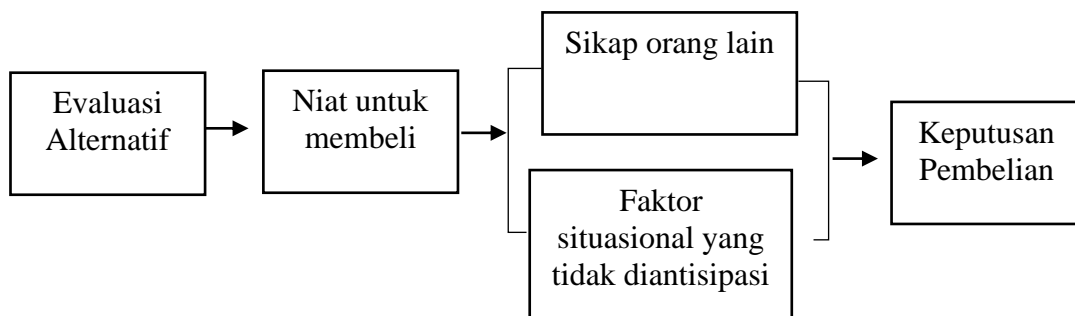 Evaluasi
Alternatif
Niat untuk
membeli
Sikap orang lain
Faktor
situasional yang
tidak diantisipasi
Keputusan
Pembelian